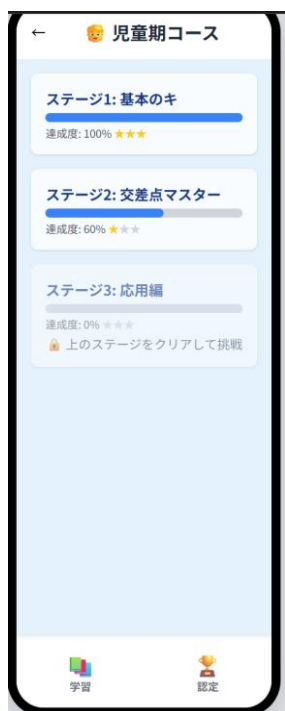 ← 児童期コース
ステージ1: 基本のキ
達成度: 100% ★★★
ステージ2: 交差点マスター
達成度: 60% ★★★
ステージ3: 応用編
達成度: 0% ★★★
上のステージをクリアして挑戦
学習
認定